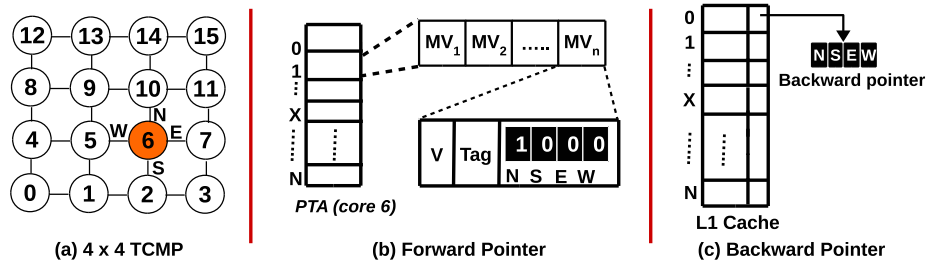 12 13 14 15
8 9 10 11
N
4 5 W 6 E 7
S
0 1 2 3
(a) 4 x 4 TCMP
0
1
X
N
PTA (core 6)
MV1 MV2 ..... MVn
V Tag 1 0 0 0
N S E W
(b) Forward Pointer
0
1
X
N
L1 Cache
N S E W
Backward pointer
(c) Backward Pointer